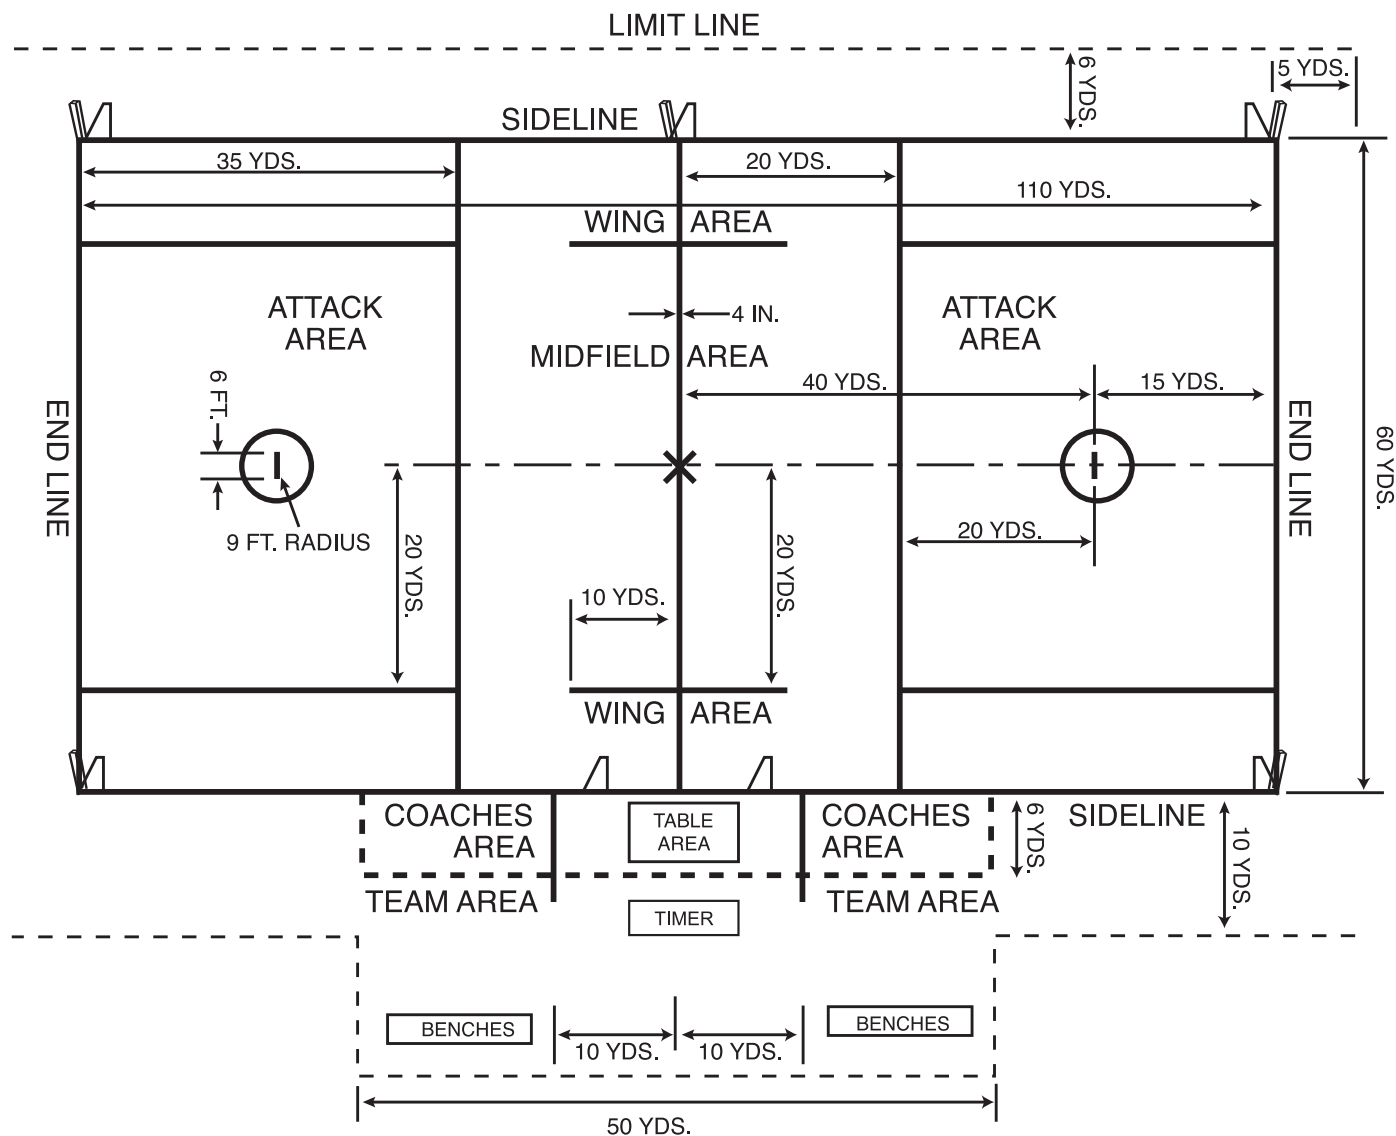 LIMIT LINE
6 YDS.
5 YDS.
SIDELINE
35 YDS.
20 YDS.
110 YDS.
WING AREA
ATTACK
AREA
4 IN.
ATTACK
AREA
MIDFIELD AREA
6 FT.
40 YDS.
15 YDS.
END LINE
END LINE
60 YDS.
9 FT. RADIUS
20 YDS.
20 YDS.
20 YDS.
10 YDS.
WING AREA
COACHES
AREA
TABLE
AREA
COACHES
AREA
6 YDS.
SIDELINE
10 YDS.
TEAM AREA
TIMER
TEAM AREA
BENCHES
BENCHES
10 YDS.
10 YDS.
50 YDS.